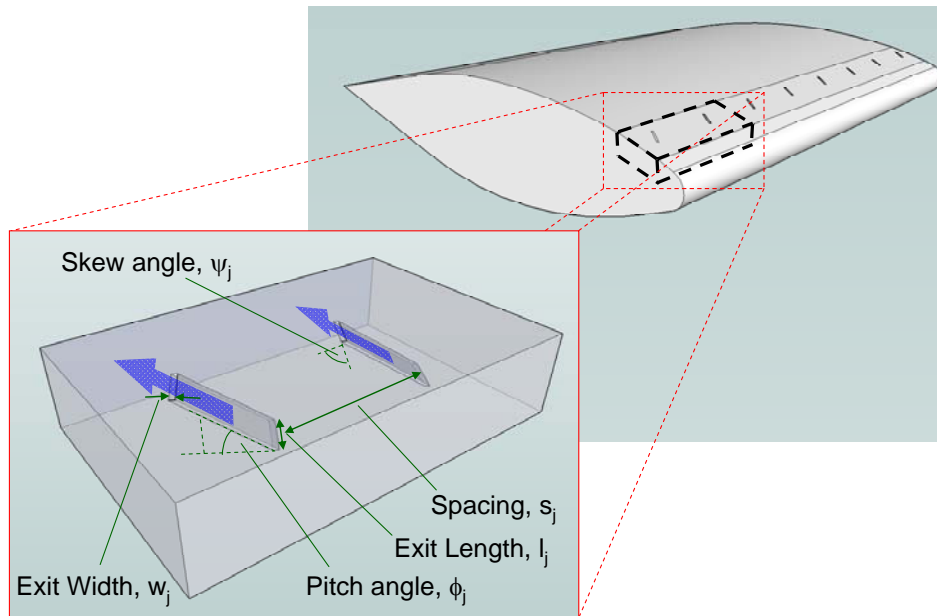 Skew angle, ψj
Spacing, sj
Exit Length, lj
Exit Width, wj
Pitch angle, ϕj